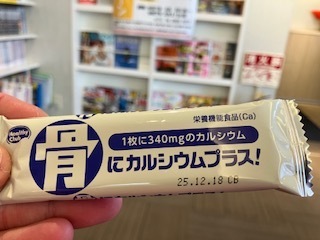 Healthy Club
栄養機能食品(Ca)
1枚に340mgのカルシウム
骨にカルシウムプラス!
25.12.18 CB